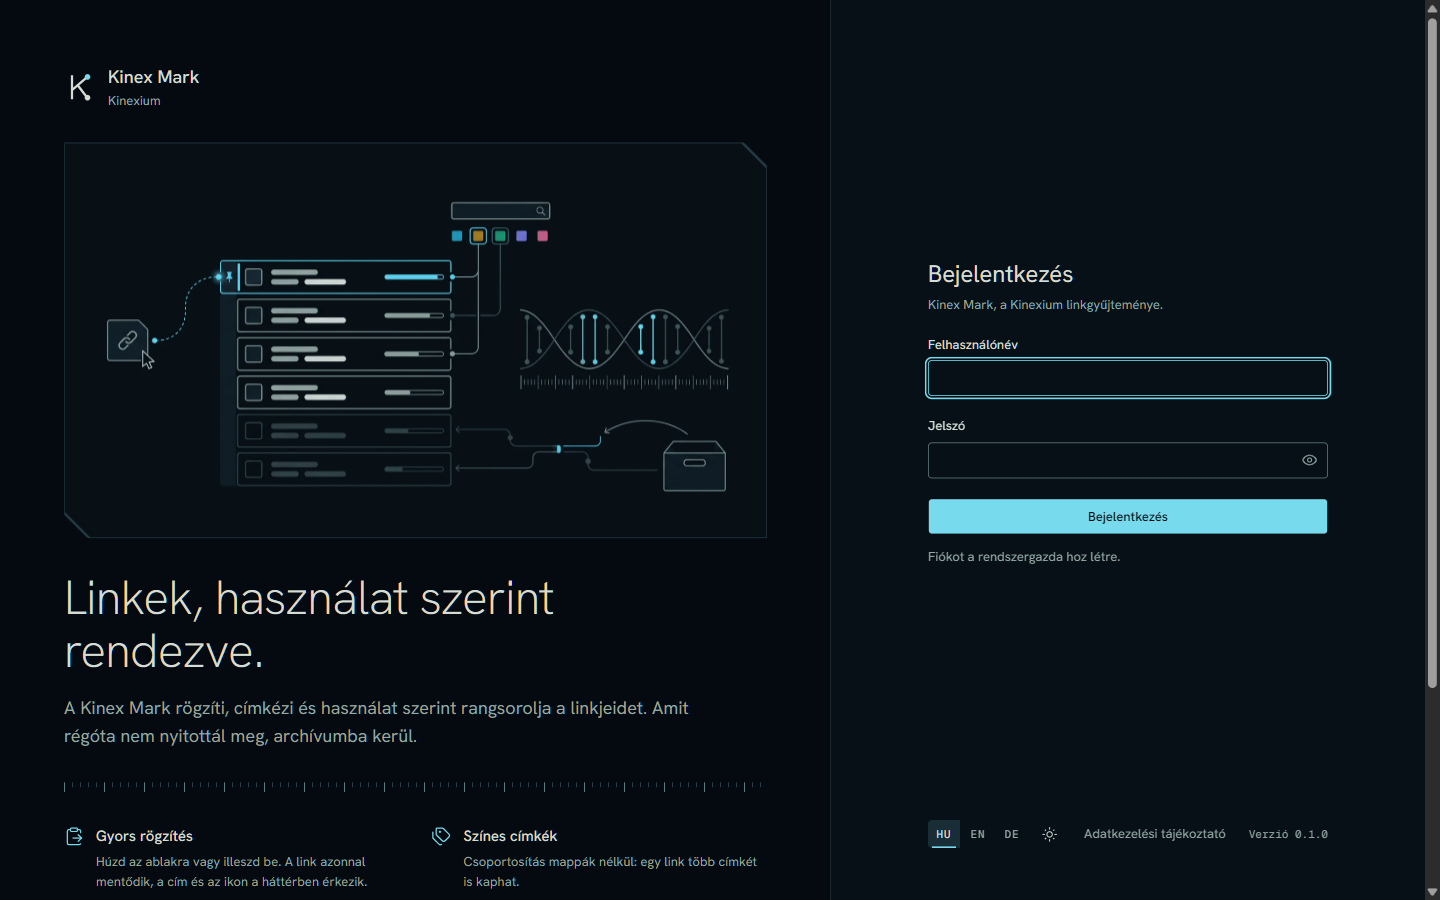 Kinex Mark
Kinexium
Linkek, használat szerint
rendezve.
A Kinex Mark rögzíti, címkézi és használat szerint rangsorolja a linkjeidet. Amit
régóta nem nyitottál meg, archívumba kerül.
Gyors rögzítés
Húzd az ablakra vagy illeszd be. A link azonnal
mentődik, a cím és az ikon a háttérben érkezik.
Színes címkék
Csoportosítás mappák nélkül: egy link több címkét
is kaphat.
Bejelentkezés
Kinex Mark, a Kinexium linkgyűjteménye.
Felhasználónév
Jelszó
Bejelentkezés
Fiókot a rendszergazda hoz létre.
HU EN DE Adatkezelési tájékoztató Verzió 0.1.0